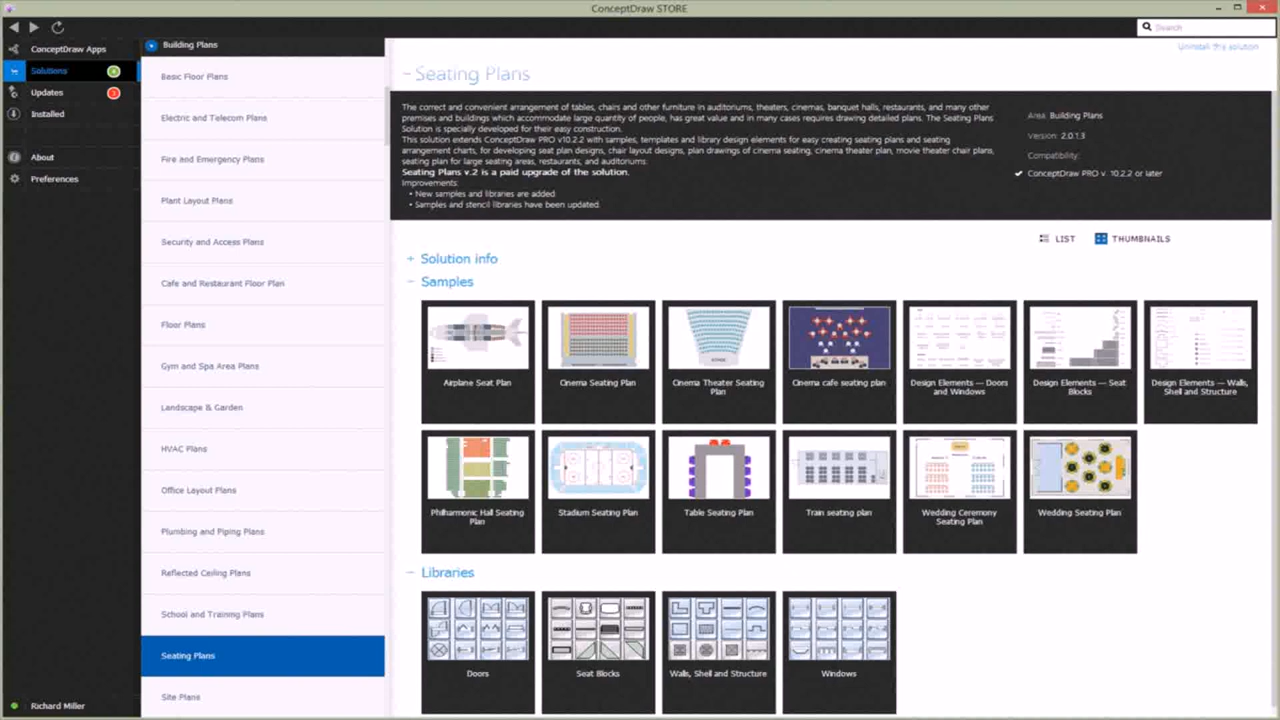 ConceptDraw STORE
Search
ConceptDraw Apps
Solutions
Updates
Installed
About
Preferences
Richard Miller
Building Plans
Basic Floor Plans
Electric and Telecom Plans
Fire and Emergency Plans
Plant Layout Plans
Security and Access Plans
Cafe and Restaurant Floor Plan
Floor Plans
Gym and Spa Area Plans
Landscape & Garden
HVAC Plans
Office Layout Plans
Plumbing and Piping Plans
Reflected Ceiling Plans
School and Training Plans
Seating Plans
Site Plans
Uninstall this solution
Seating Plans
The correct and convenient arrangement of tables, chairs and other furniture in auditoriums, theaters, cinemas, banquet halls, restaurants, and many other
premises and buildings which accommodate large quantity of people, has great value and in many cases requires drawing detailed plans. The Seating Plans
Solution is specially developed for their easy construction.
This solution extends ConceptDraw PRO v10.2.2 with samples, templates and library design elements for easy creating seating plans and seating
arrangement charts, for developing seat plan designs, chair layout designs, plan drawings of cinema seating, cinema theater plan, movie theater chair plans,
seating plan for large seating areas, restaurants, and auditoriums.
Seating Plans v.2 is a paid upgrade of the solution.
Improvements:
• New samples and libraries are added.
• Samples and stencil libraries have been updated.
Area: Building Plans
Version: 2.0.1.3
Compatibility:
ConceptDraw PRO v. 10.2.2 or later
LIST
THUMBNAILS
Solution info
Samples
Airplane Seat Plan
Cinema Seating Plan
Cinema Theater Seating
Plan
Cinema cafe seating plan
Design Elements — Doors
and Windows
Design Elements — Seat
Blocks
Design Elements — Walls,
Shell and Structure
Philharmonic Hall Seating
Plan
Stadium Seating Plan
Table Seating Plan
Train seating plan
Wedding Ceremony
Seating Plan
Wedding Seating Plan
Libraries
Doors
Seat Blocks
Walls, Shell and Structure
Windows